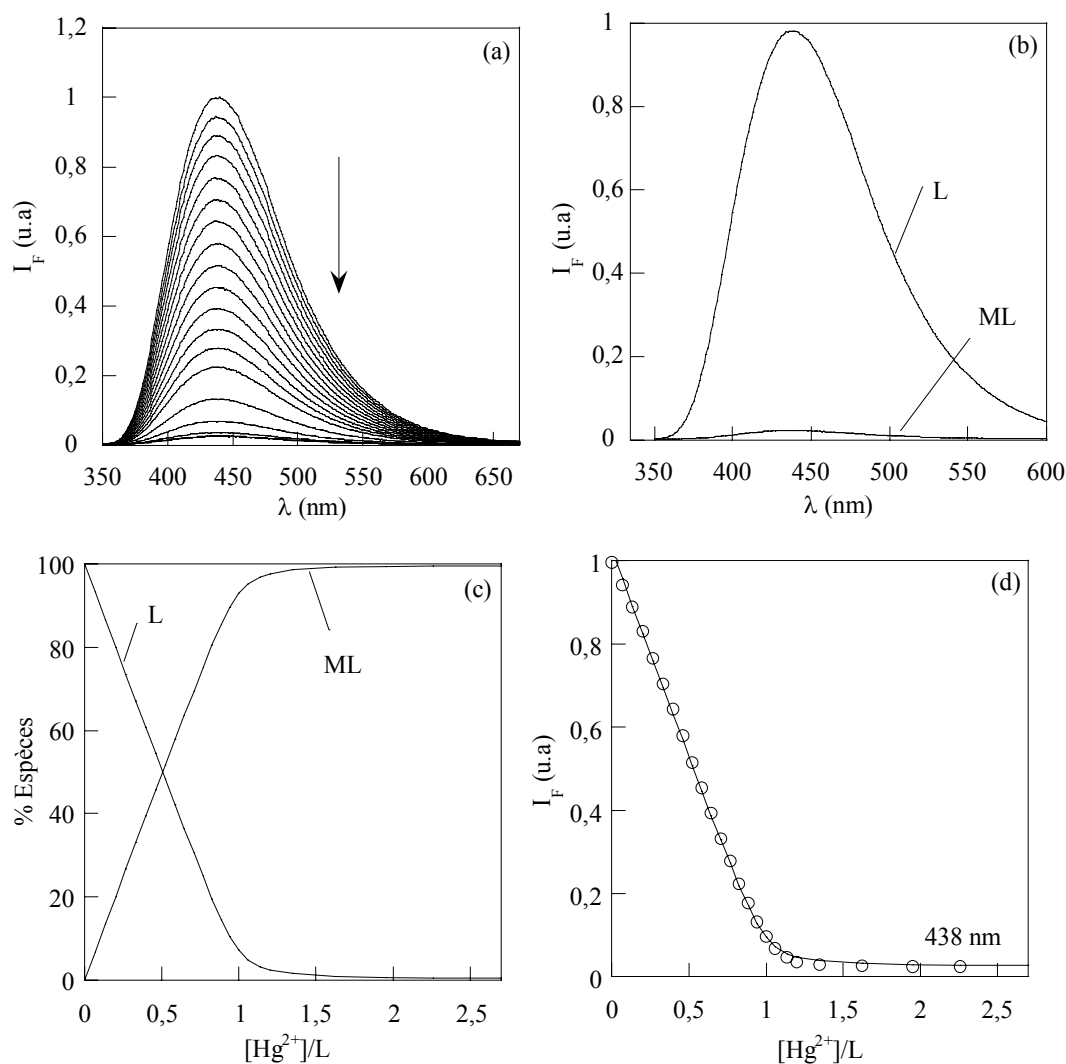 (a)
1,2
1
0,8
0,6
0,4
0,2
0
I_F (u.a)
350 400 450 500 550 600 650
λ (nm)
(b)
1
0,8
0,6
0,4
0,2
0
I_F (u.a)
L
ML
350 400 450 500 550 600
λ (nm)
(c)
100
80
60
40
20
0
% Espèces
L
ML
0 0,5 1 1,5 2 2,5
[Hg²⁺]/L
(d)
1
0,8
0,6
0,4
0,2
0
I_F (u.a)
438 nm
0 0,5 1 1,5 2 2,5
[Hg²⁺]/L